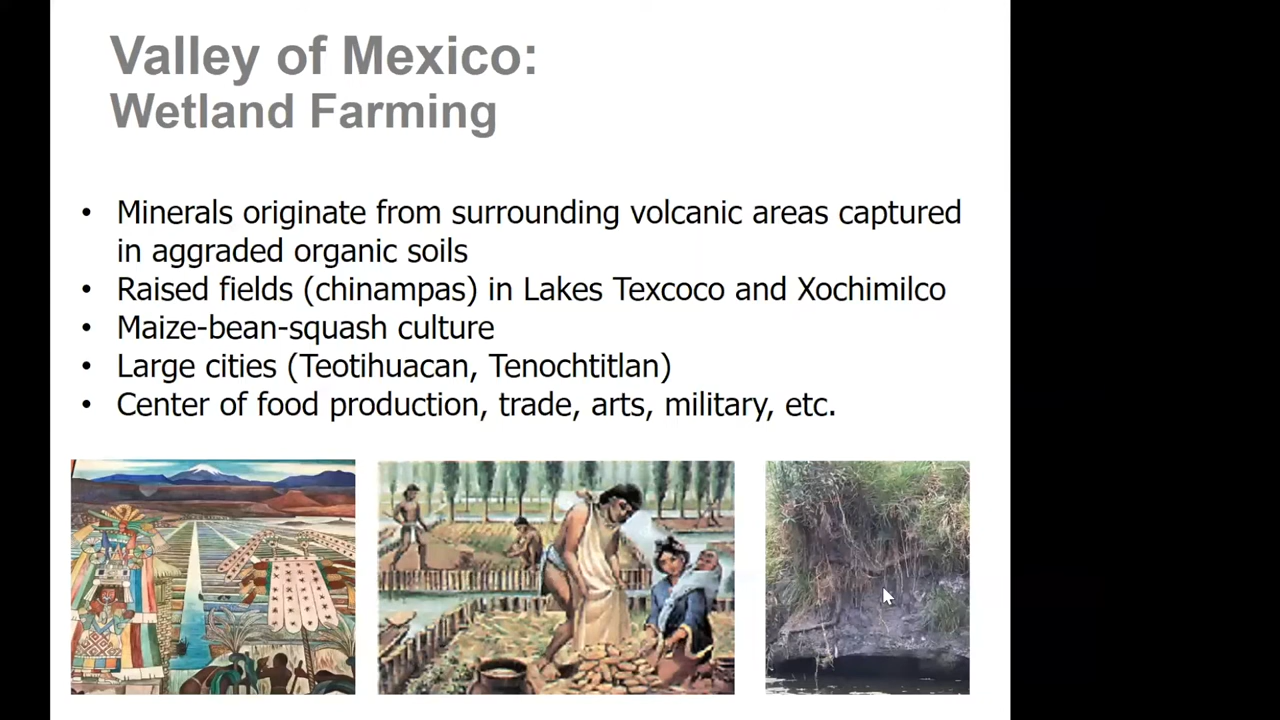 Valley of Mexico:
Wetland Farming
• Minerals originate from surrounding volcanic areas captured
in aggraded organic soils
• Raised fields (chinampas) in Lakes Texcoco and Xochimilco
• Maize-bean-squash culture
• Large cities (Teotihuacan, Tenochtitlan)
• Center of food production, trade, arts, military, etc.